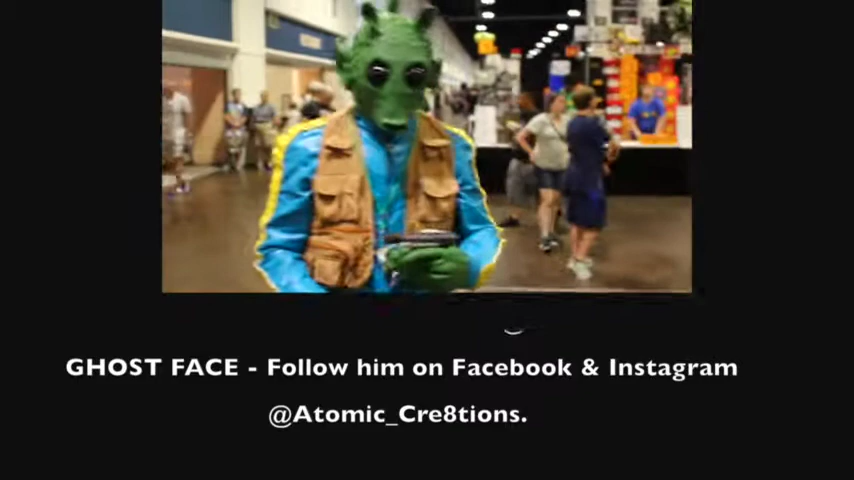 GHOST FACE - Follow him on Facebook & Instagram
@Atomic_Cre8tions.